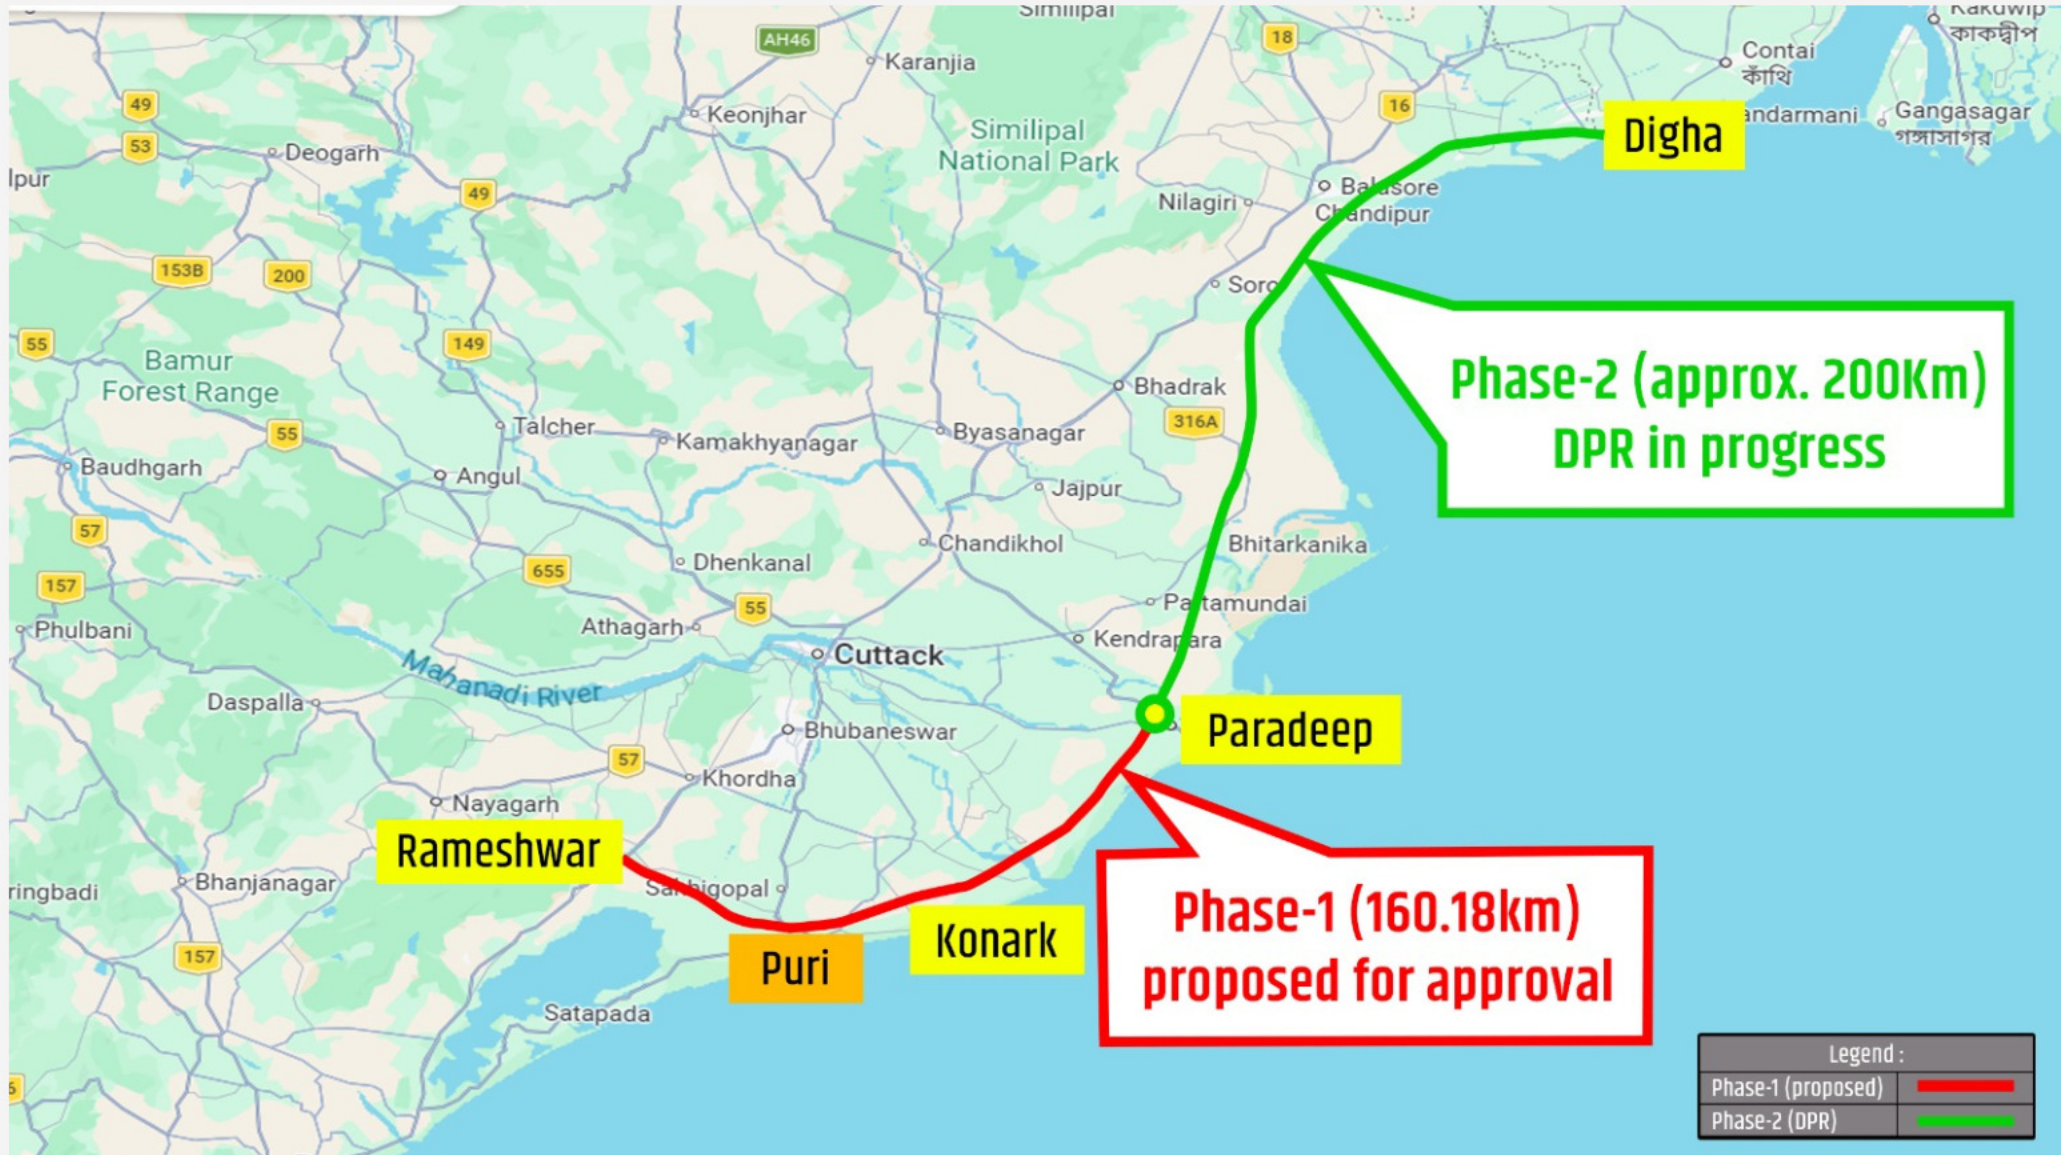 Similipal
Kakdwip
কাকদ্বীপ
AH46
18
Karanjia
Contai
কাঁথি
49
16
Keonjhar
andarmani
Gangasagar
গঙ্গাসাগর
Digha
Similipal
National Park
53
Deogarh
lpur
49
Balasore
Nilagiri
Chandipur
153B
200
Soro
55
149
Bamur
Forest Range
Phase-2 (approx. 200Km)
DPR in progress
Bhadrak
316A
55
Talcher
Kamakhyanagar
Byasanagar
Baudhgarh
Angul
Jajpur
57
Chandikhol
Bhitarkanika
655
Dhenkanal
157
55
Pattamundai
Phulbani
Athagarh
Kendrapara
Cuttack
Mahanadi River
Daspalla
Bhubaneswar
Paradeep
57
Khordha
Nayagarh
Rameshwar
ringbadi
Bhanjanagar
Sakhigopal
Phase-1 (160.18km)
proposed for approval
Konark
157
Puri
Satapada
Legend :
Phase-1 (proposed)
Phase-2 (DPR)